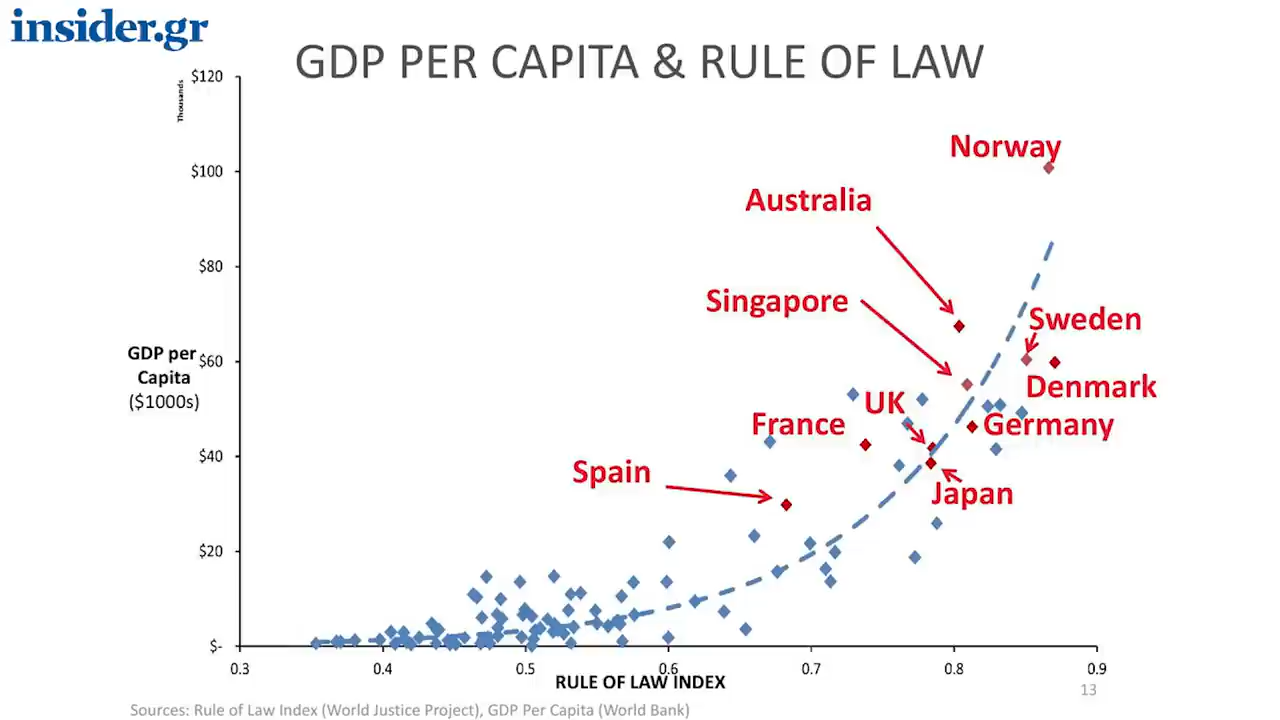 insider.gr
GDP PER CAPITA & RULE OF LAW
Thousands
$120
$100
$80
$60
$40
$20
$-
GDP per
Capita
($1000s)
Norway
Australia
Singapore
Sweden
Denmark
UK
France
Germany
Spain
Japan
0.3 0.4 0.5 0.6 0.7 0.8 0.9
RULE OF LAW INDEX
13
Sources: Rule of Law Index (World Justice Project), GDP Per Capita (World Bank)